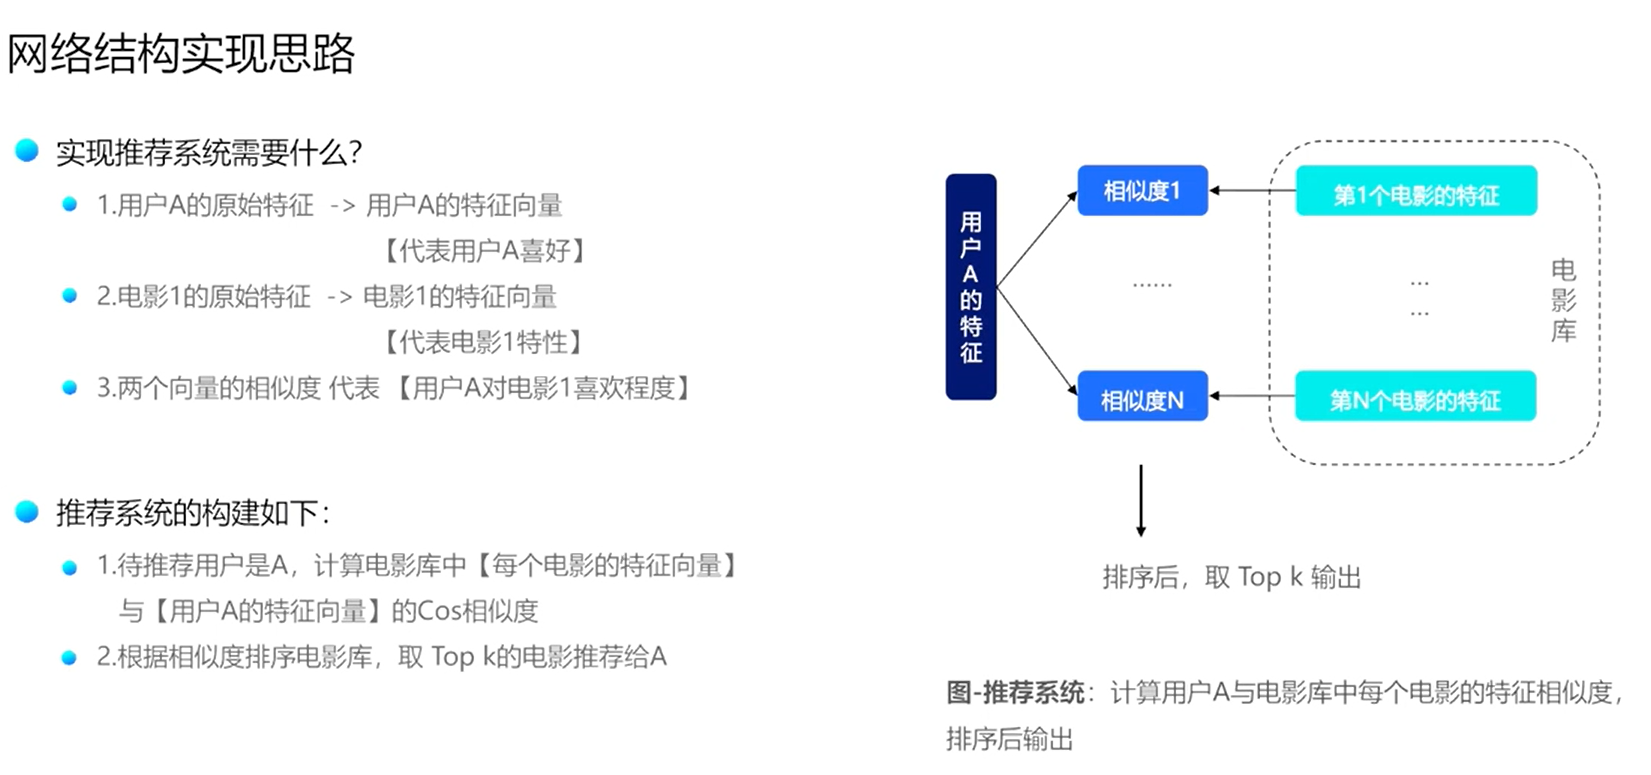 网络结构实现思路
实现推荐系统需要什么？
1.用户A的原始特征 -> 用户A的特征向量
【代表用户A喜好】
2.电影1的原始特征 -> 电影1的特征向量
【代表电影1特性】
3.两个向量的相似度 代表 【用户A对电影1喜欢程度】
推荐系统的构建如下：
1.待推荐用户是A，计算电影库中【每个电影的特征向量】
与【用户A的特征向量】的Cos相似度
2.根据相似度排序电影库，取 Top k的电影推荐给A
用户A的特征
相似度1
第1个电影的特征
......
...
...
电影库
相似度N
第N个电影的特征
排序后，取 Top k 输出
图-推荐系统：计算用户A与电影库中每个电影的特征相似度，
排序后输出